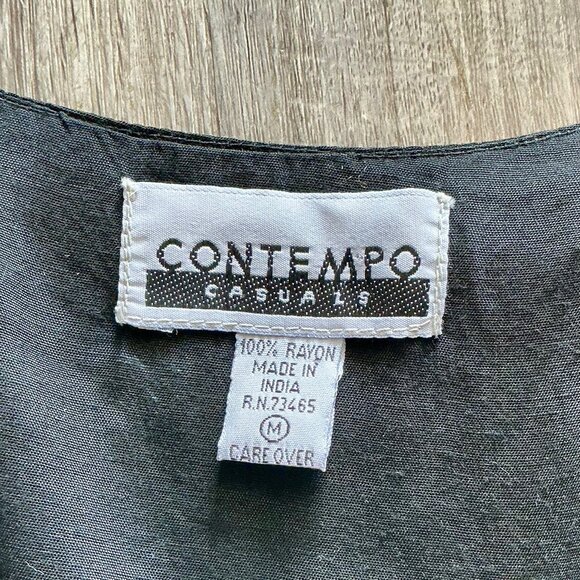 CONTEMPO
CASUALS
100% RAYON
MADE IN
INDIA
R.N.73465
M
CARE OVER